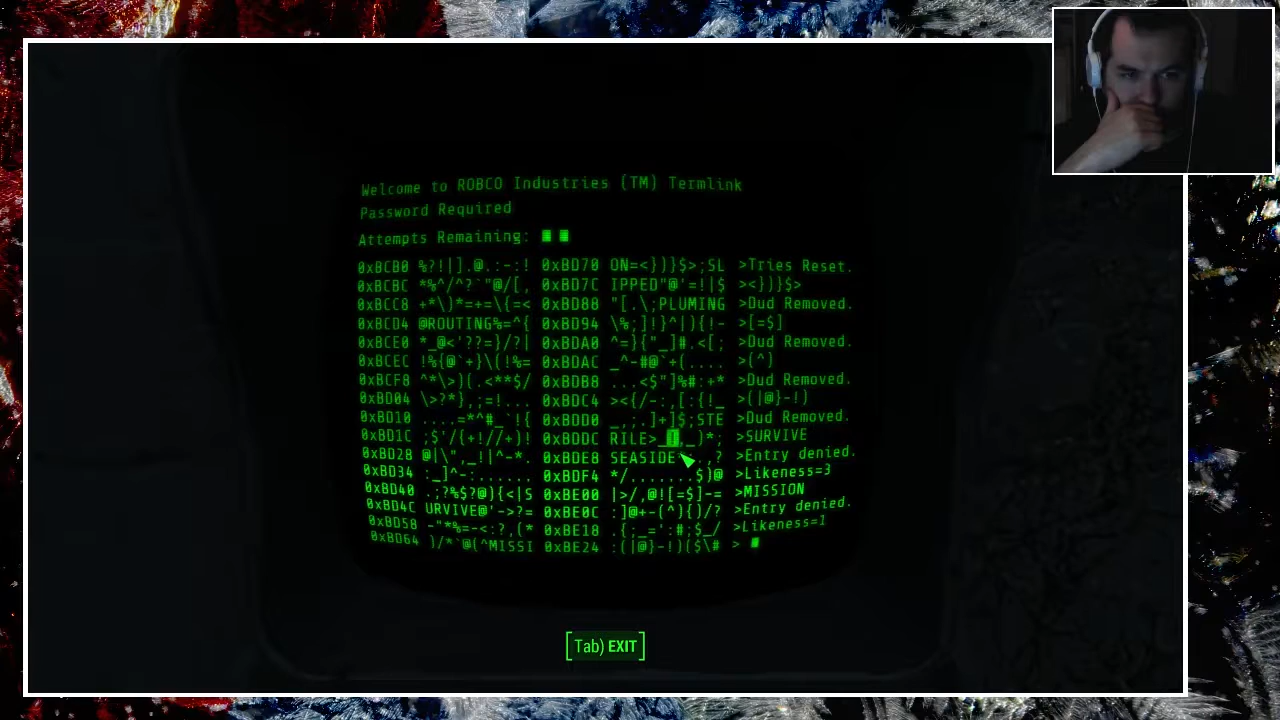 Welcome to ROBCO Industries (TM) Termlink
Password Required
Attempts Remaining: ■ ■
0xBCB0 %?!|].@.:-:! 0xBD70 ON=<})}$>;SL >Tries Reset.
0xBCBC *%^/^?`"@/[, 0xBD7C IPPED"@'=!|$ ><})}$>
0xBCC8 +*\)*=+=\{=< 0xBD88 "[.\;PLUMING >Dud Removed.
0xBCD4 @ROUTING%=^{ 0xBD94 \%;]!}^|){!- >[=$]
0xBCE0 *_@<'??=}/?| 0xBDA0 ^=}{"_]#.<[; >Dud Removed.
0xBCEC !%{@`+}\(!%= 0xBDAC _^-#@`+(.... >(^)
0xBCF8 ^*\>)(.<**$/ 0xBDB8 ...<$"]%#:+* >Dud Removed.
0xBD04 \>?*},;=!... 0xBDC4 ><{/-:,[:{!_ >(|@}-!)
0xBD10 ....=*^#_`!{ 0xBDD0 _,;.]+]$;STE >Dud Removed.
0xBD1C ;$'/(+!//+)! 0xBDDC RILE>_!,_)*; >SURVIVE
0xBD28 @|\",_!|^-*. 0xBDE8 SEASIDE...,? >Entry denied.
0xBD34 :_]^-:...... 0xBDF4 */.......$)@ >Likeness=3
0xBD40 .;?%$?@){<|S 0xBE00 |>/,@![=$]-= >MISSION
0xBD4C URVIVE@'->?= 0xBE0C :]@+-(^){)/? >Entry denied.
0xBD58 -"*%=-<:?,(* 0xBE18 .{;_=':#;$_/ >Likeness=1
0xBD64 )/*`@(^MISSI 0xBE24 :(|@}-!)($\# > ■
[Tab) EXIT]